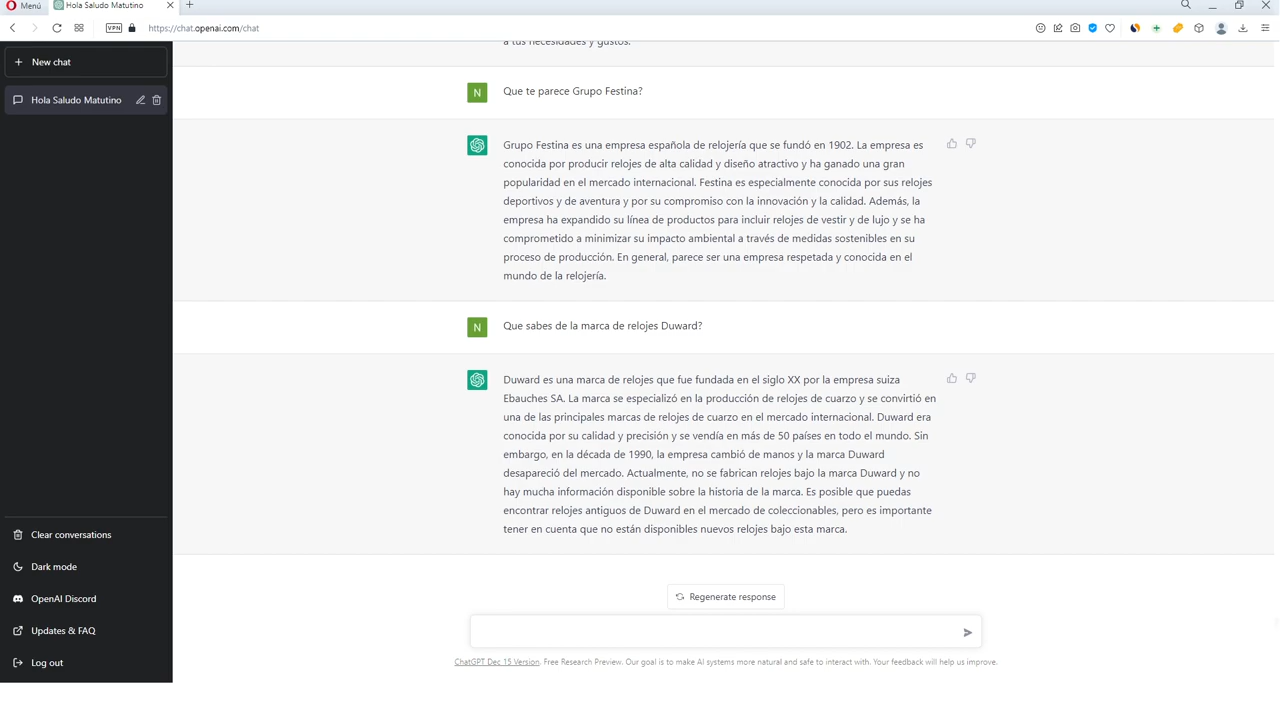 Menú
Hola Saludo Matutino
VPN
https://chat.openai.com/chat
New chat
Hola Saludo Matutino
Clear conversations
Dark mode
OpenAI Discord
Updates & FAQ
Log out
a tus necesidades y gustos.
N
Que te parece Grupo Festina?
Grupo Festina es una empresa española de relojería que se fundó en 1902. La empresa es
conocida por producir relojes de alta calidad y diseño atractivo y ha ganado una gran
popularidad en el mercado internacional. Festina es especialmente conocida por sus relojes
deportivos y de aventura y por su compromiso con la innovación y la calidad. Además, la
empresa ha expandido su línea de productos para incluir relojes de vestir y de lujo y se ha
comprometido a minimizar su impacto ambiental a través de medidas sostenibles en su
proceso de producción. En general, parece ser una empresa respetada y conocida en el
mundo de la relojería.
N
Que sabes de la marca de relojes Duward?
Duward es una marca de relojes que fue fundada en el siglo XX por la empresa suiza
Ebauches SA. La marca se especializó en la producción de relojes de cuarzo y se convirtió en
una de las principales marcas de relojes de cuarzo en el mercado internacional. Duward era
conocida por su calidad y precisión y se vendía en más de 50 países en todo el mundo. Sin
embargo, en la década de 1990, la empresa cambió de manos y la marca Duward
desapareció del mercado. Actualmente, no se fabrican relojes bajo la marca Duward y no
hay mucha información disponible sobre la historia de la marca. Es posible que puedas
encontrar relojes antiguos de Duward en el mercado de coleccionables, pero es importante
tener en cuenta que no están disponibles nuevos relojes bajo esta marca.
Regenerate response
ChatGPT Dec 15 Version. Free Research Preview. Our goal is to make AI systems more natural and safe to interact with. Your feedback will help us improve.